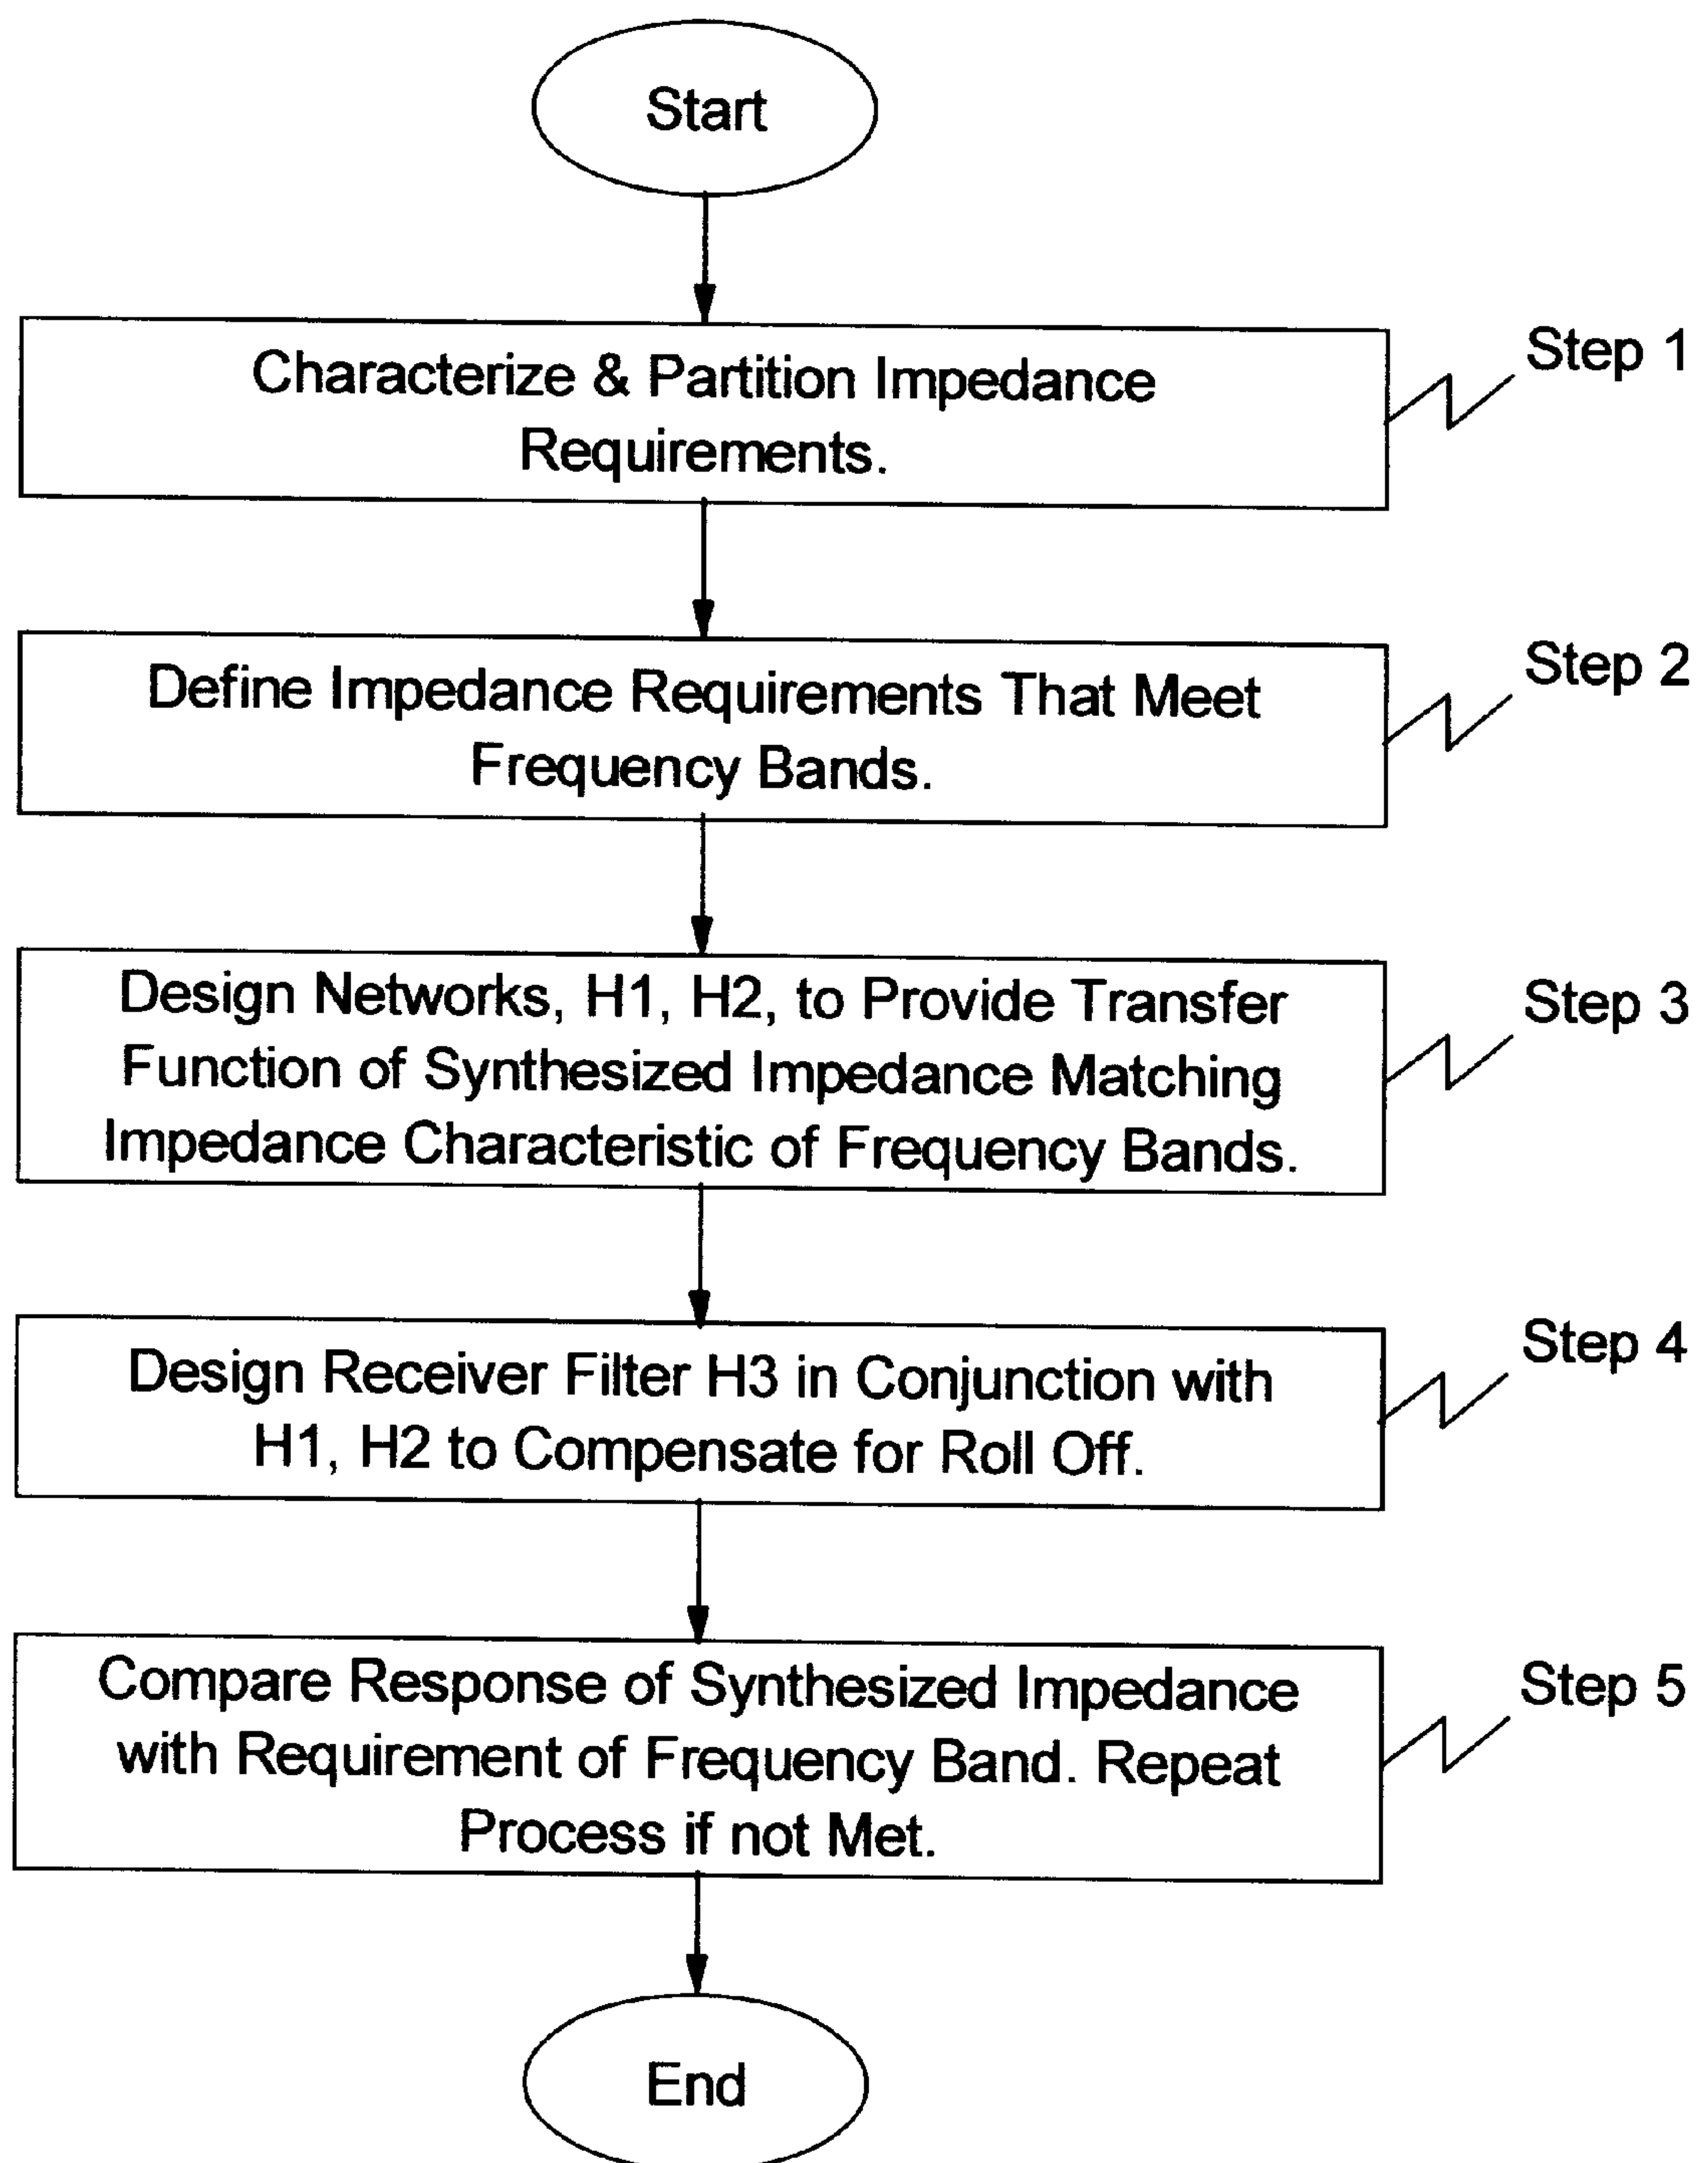 Start
Characterize & Partition Impedance
Requirements.
Step 1
Define Impedance Requirements That Meet
Frequency Bands.
Step 2
Design Networks, H1, H2, to Provide Transfer
Function of Synthesized Impedance Matching
Impedance Characteristic of Frequency Bands.
Step 3
Design Receiver Filter H3 in Conjunction with
H1, H2 to Compensate for Roll Off.
Step 4
Compare Response of Synthesized Impedance
with Requirement of Frequency Band. Repeat
Process if not Met.
Step 5
End